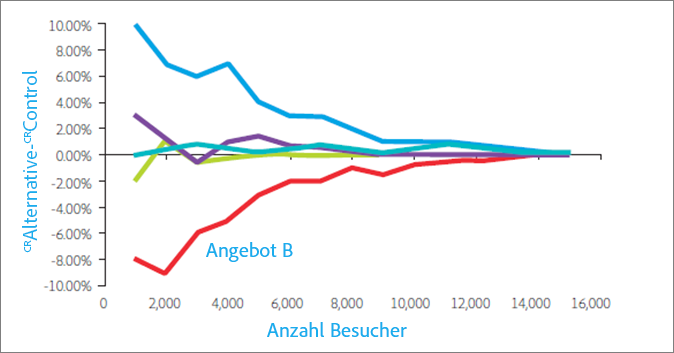 10.00%
8.00%
6.00%
4.00%
2.00%
0.00%
-2.00%
-4.00%
-6.00%
-8.00%
-10.00%
CRAlternative-CRControl
Angebot B
0 2,000 4,000 6,000 8,000 10,000 12,000 14,000 16,000
Anzahl Besucher